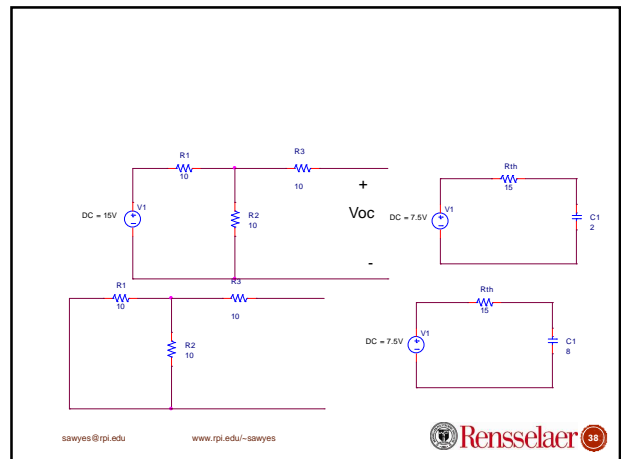 R1
10
R3
10
V1
DC = 15V
R2
10
+
Voc
-
Rth
15
V1
DC = 7.5V
C1
2
R1
10
R3
10
R2
10
Rth
15
V1
DC = 7.5V
C1
8
sawyes@rpi.edu
www.rpi.edu/~sawyes
Rensselaer
38